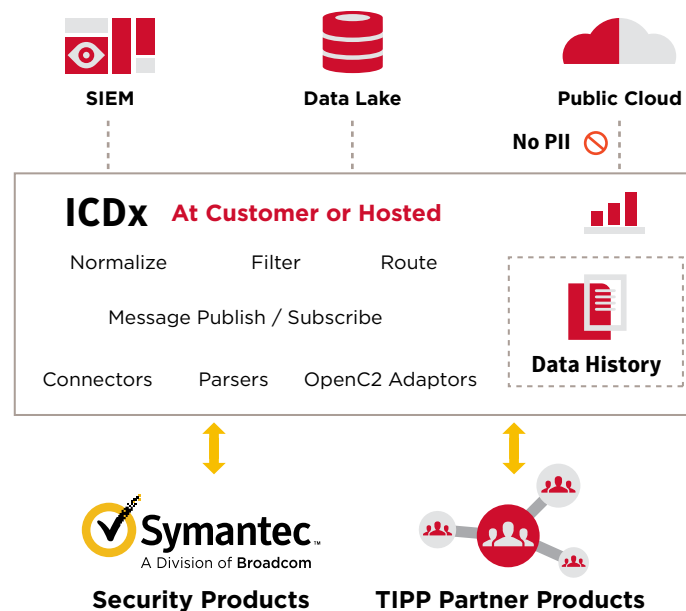 SIEM
Data Lake
Public Cloud
No PII
ICDx At Customer or Hosted
Normalize Filter Route
Message Publish / Subscribe
Connectors Parsers OpenC2 Adaptors
Data History
Symantec™
A Division of Broadcom
Security Products
TIPP Partner Products